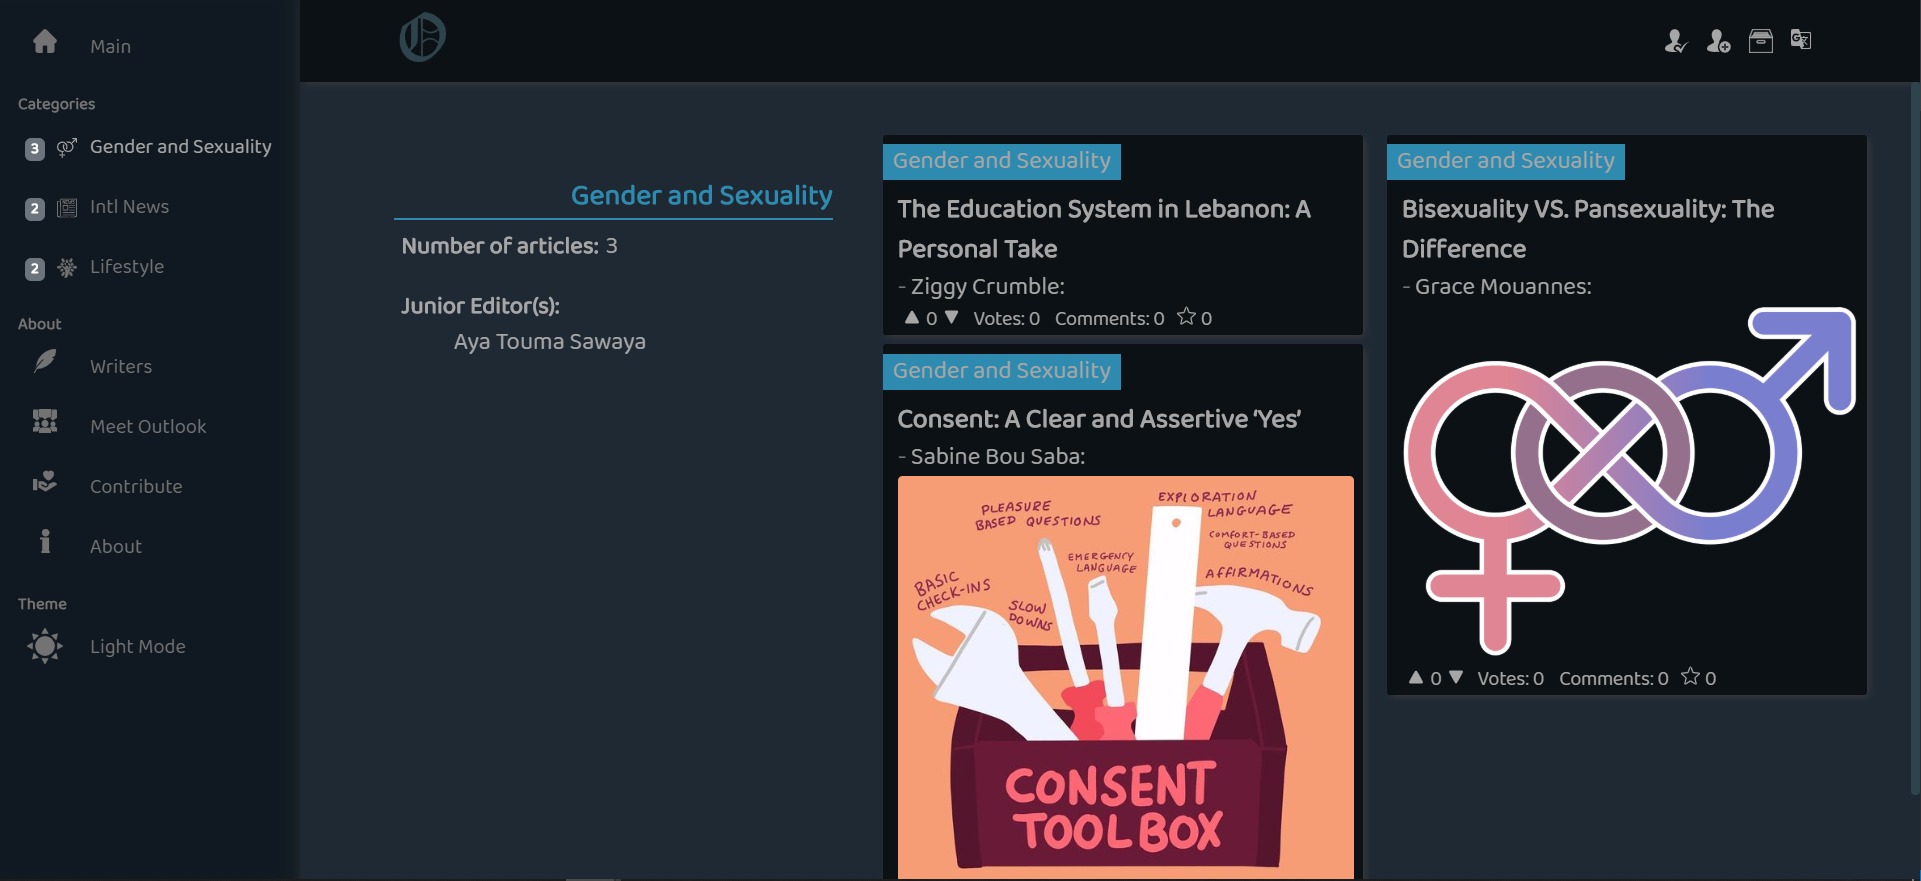 Main
Categories
3 Gender and Sexuality
2 Intl News
2 Lifestyle
About
Writers
Meet Outlook
Contribute
About
Theme
Light Mode
O
Gender and Sexuality
Number of articles: 3
Junior Editor(s):
Aya Touma Sawaya
Gender and Sexuality
The Education System in Lebanon: A
Personal Take
- Ziggy Crumble:
0 Votes: 0 Comments: 0 0
Gender and Sexuality
Consent: A Clear and Assertive ‘Yes’
- Sabine Bou Saba:
PLEASURE
BASED QUESTIONS
EXPLORATION
LANGUAGE
COMFORT-BASED
QUESTIONS
EMERGENCY
LANGUAGE
AFFIRMATIONS
BASIC
CHECK-INS
SLOW
DOWNS
CONSENT
TOOLBOX
Gender and Sexuality
Bisexuality VS. Pansexuality: The
Difference
- Grace Mouannes:
0 Votes: 0 Comments: 0 0